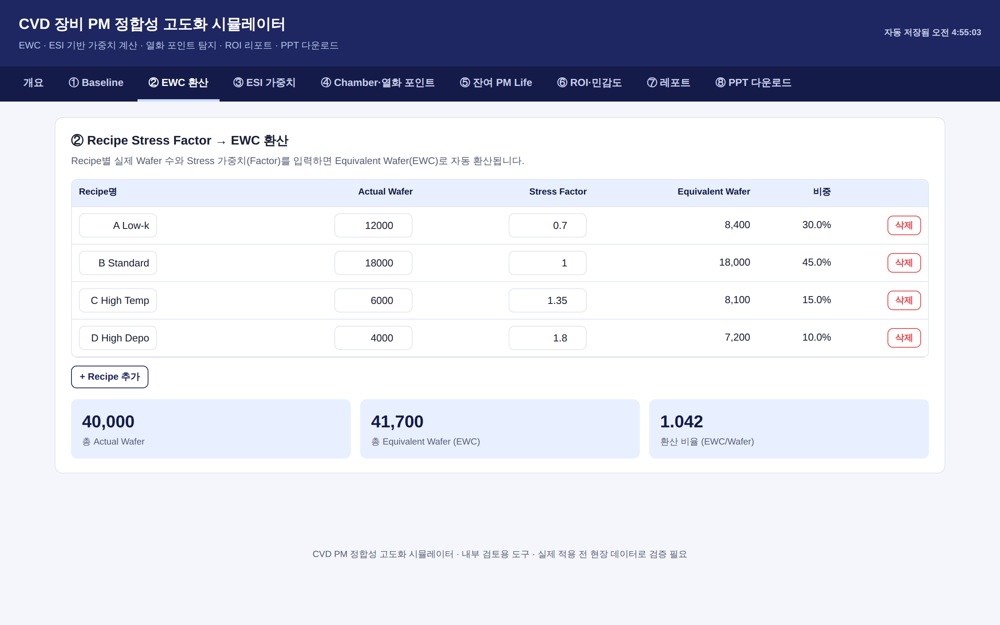 CVD 장비 PM 정합성 고도화 시뮬레이터
EWC · ESI 기반 가중치 계산 · 열화 포인트 탐지 · ROI 리포트 · PPT 다운로드
자동 저장됨 오전 4:55:03
개요 ① Baseline ② EWC 환산 ③ ESI 가중치 ④ Chamber·열화 포인트 ⑤ 잔여 PM Life ⑥ ROI·민감도 ⑦ 레포트 ⑧ PPT 다운로드
② Recipe Stress Factor → EWC 환산
Recipe별 실제 Wafer 수와 Stress 가중치(Factor)를 입력하면 Equivalent Wafer(EWC)로 자동 환산됩니다.
Recipe명 Actual Wafer Stress Factor Equivalent Wafer 비중
A Low-k 12000 0.7 8,400 30.0% 삭제
B Standard 18000 1 18,000 45.0% 삭제
C High Temp 6000 1.35 8,100 15.0% 삭제
D High Depo 4000 1.8 7,200 10.0% 삭제
+ Recipe 추가
40,000 41,700 1.042
총 Actual Wafer 총 Equivalent Wafer (EWC) 환산 비율 (EWC/Wafer)
CVD PM 정합성 고도화 시뮬레이터 · 내부 검토용 도구 · 실제 적용 전 현장 데이터로 검증 필요